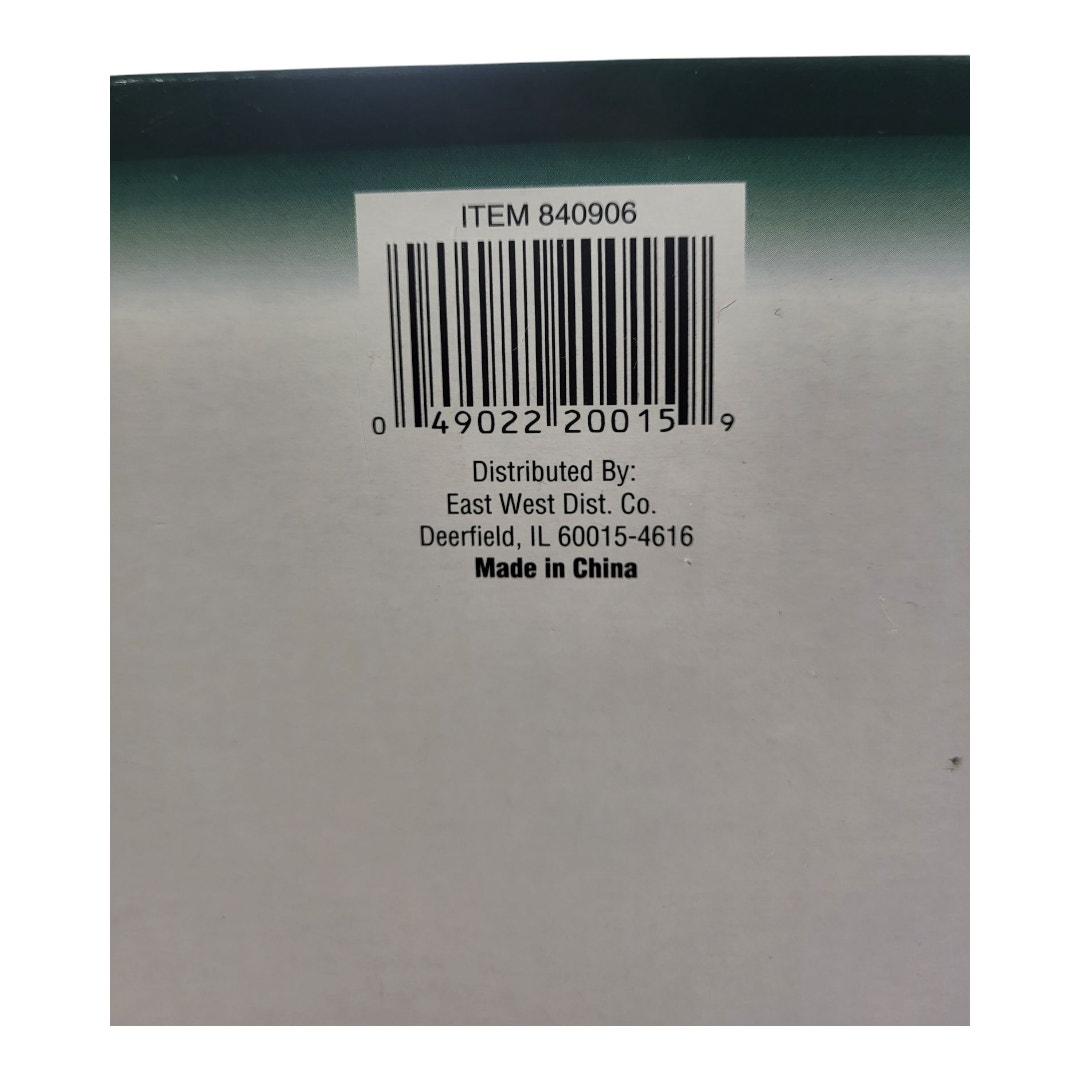 ITEM 840906
0 49022 20015 9
Distributed By:
East West Dist. Co.
Deerfield, IL 60015-4616
Made in China